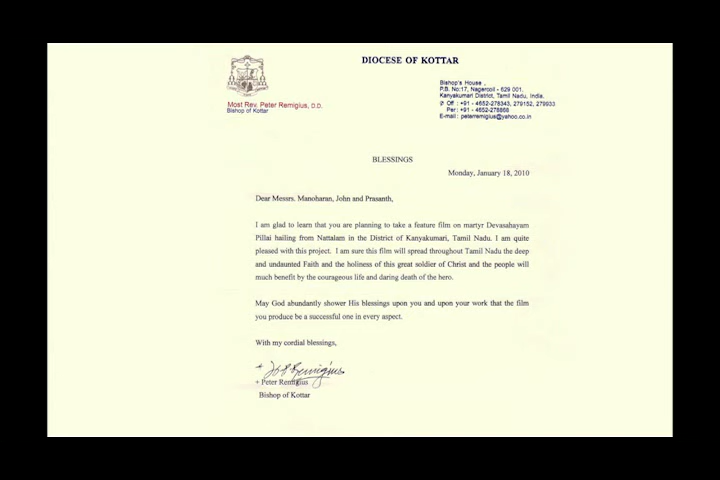 DIOCESE OF KOTTAR
Most Rev. Peter Remigius, D.D.
Bishop of Kottar
Bishop's House ,
P.B. No:17, Nagercoil - 629 001.
Kanyakumari District, Tamil Nadu, India.
Off : +91 - 4652-278343, 279152, 279933
Per : +91 - 4652-278868
E-mail : peterremigius@yahoo.co.in
BLESSINGS
Monday, January 18, 2010
Dear Messrs. Manoharan, John and Prasanth,
I am glad to learn that you are planning to take a feature film on martyr Devasahayam
Pillai hailing from Nattalam in the District of Kanyakumari, Tamil Nadu. I am quite
pleased with this project. I am sure this film will spread throughout Tamil Nadu the deep
and undaunted Faith and the holiness of this great soldier of Christ and the people will
much benefit by the courageous life and daring death of the hero.
May God abundantly shower His blessings upon you and upon your work that the film
you produce be a successful one in every aspect.
With my cordial blessings,
+ Peter Remigius
Bishop of Kottar